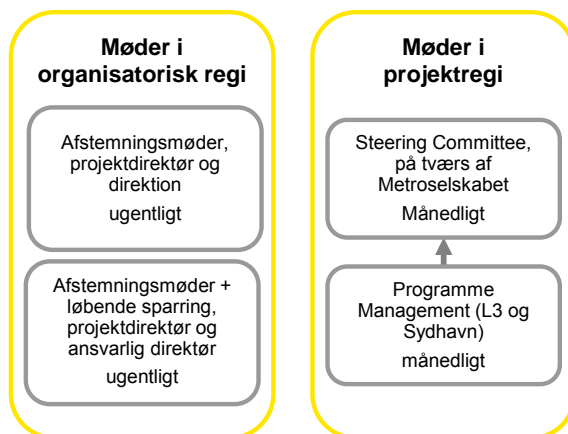 Møder i
organisatorisk regi
Afstemningsmøder,
projektdirektør og
direktion
ugentligt
Afstemningsmøder +
løbende sparring,
projektdirektør og
ansvarlig direktør
ugentligt
Møder i
projektregi
Steering Committee,
på tværs af
Metroselskabet
Månedligt
Programme
Management (L3 og
Sydhavn)
månedligt